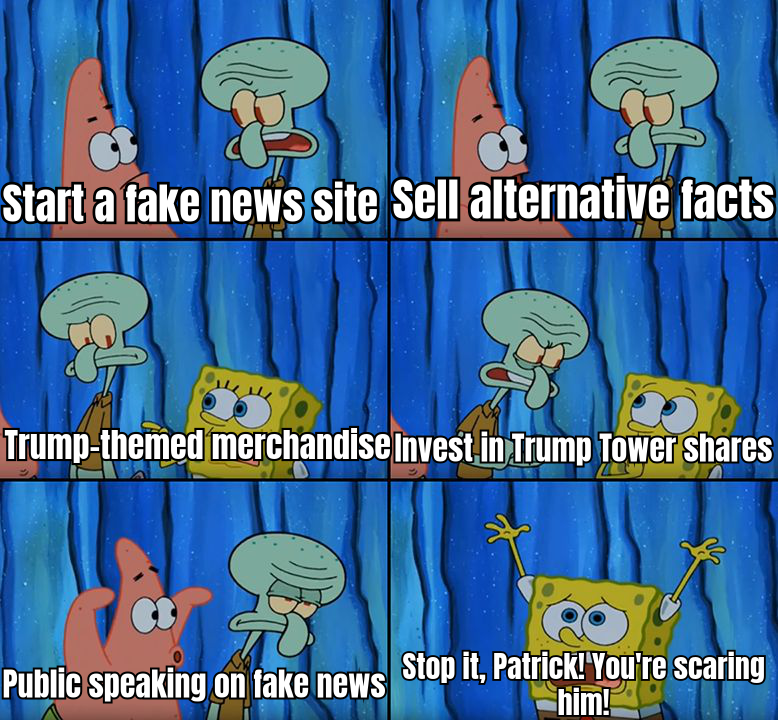 Start a fake news site
Sell alternative facts
Trump-themed merchandise
Invest in Trump Tower shares
Public speaking on fake news
Stop it, Patrick! You're scaring
him!